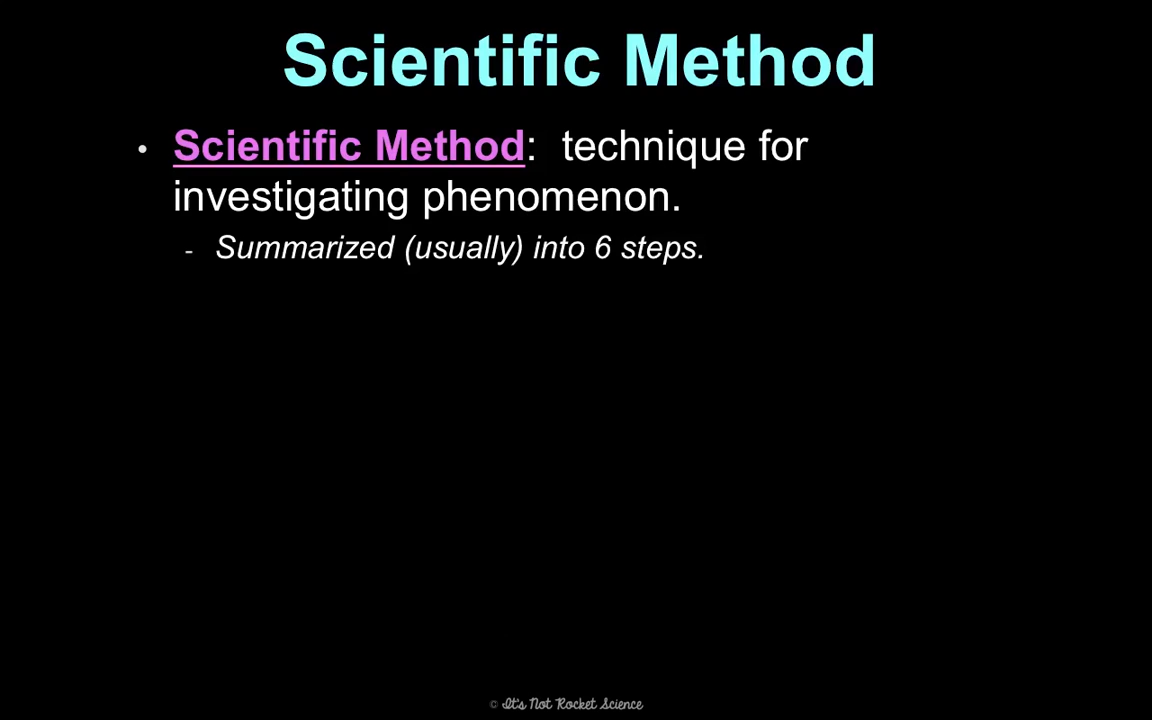 Scientific Method
• Scientific Method:  technique for
investigating phenomenon.
- Summarized (usually) into 6 steps.
© It's Not Rocket Science